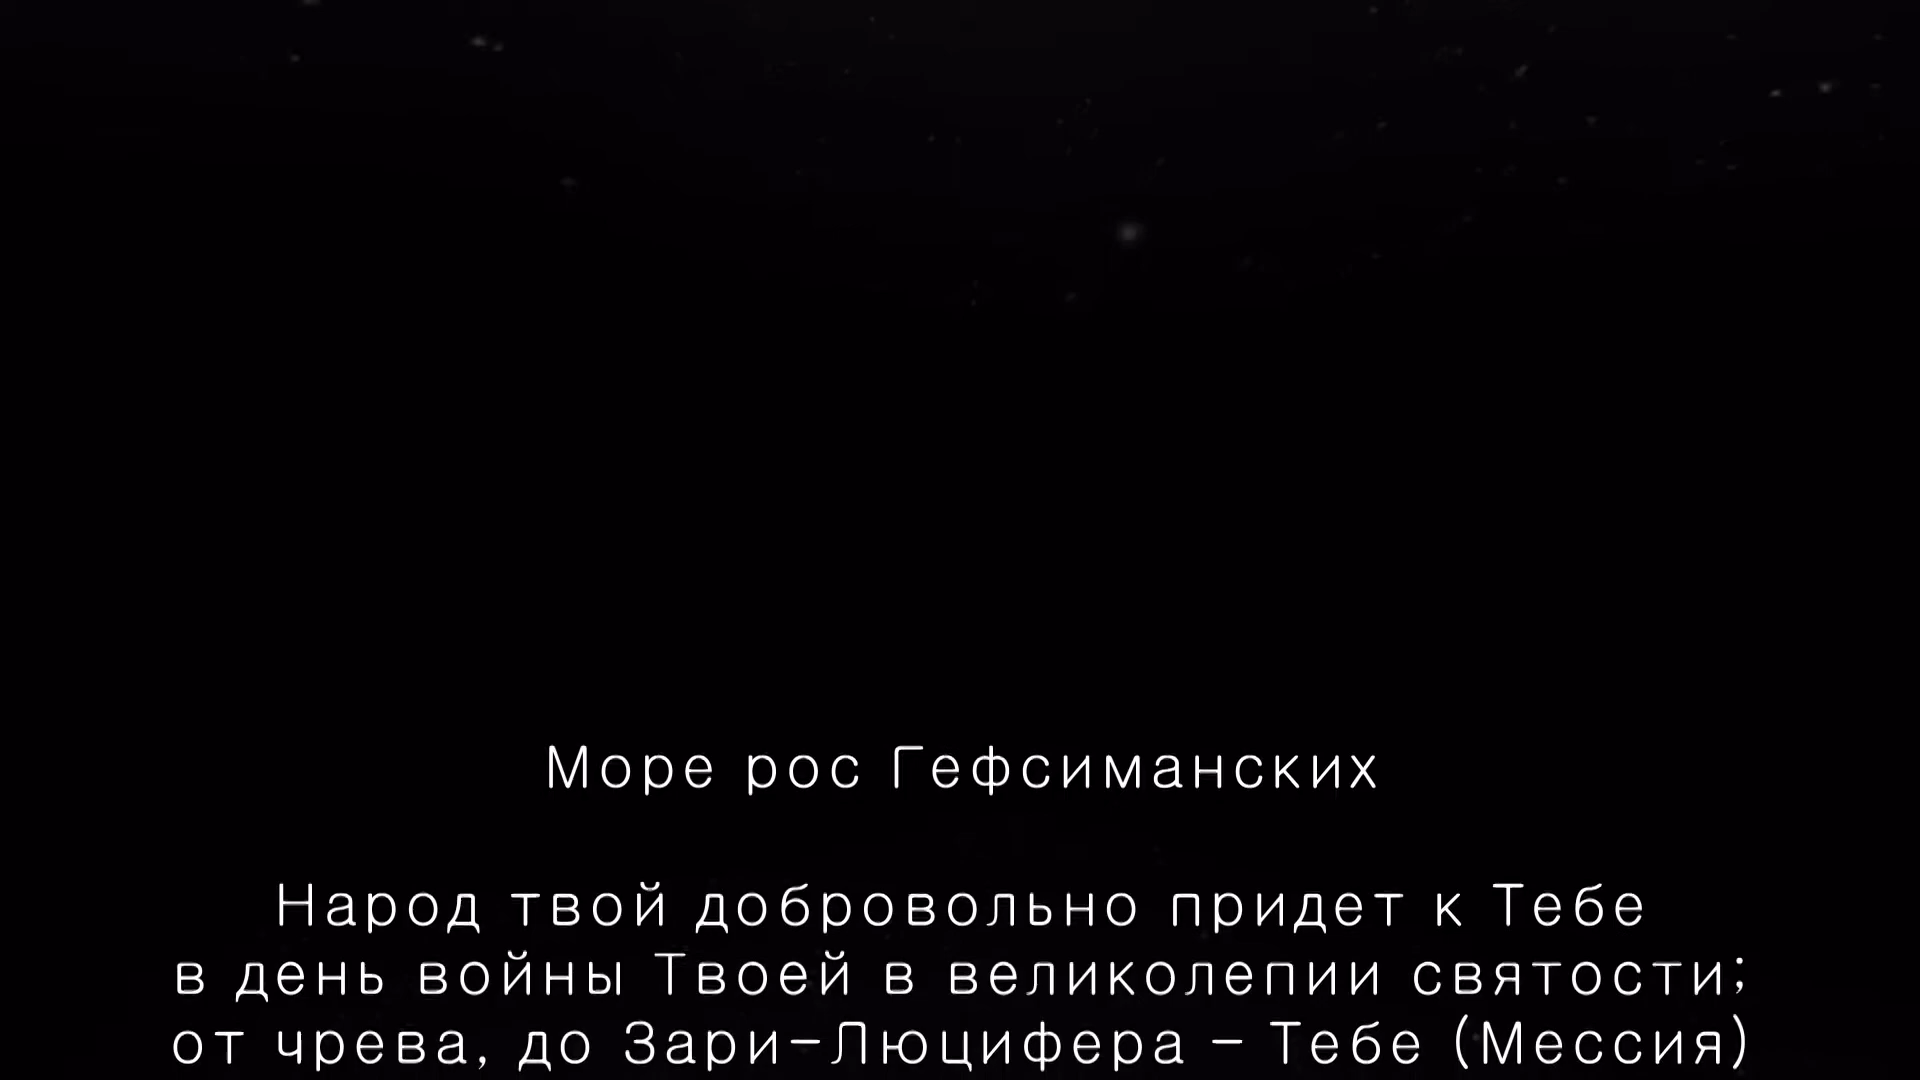 Море рос Гефсиманских
Народ твой добровольно придет к Тебе
в день войны Твоей в великолепии святости;
от чрева, до Зари-Люцифера - Тебе (Мессия)